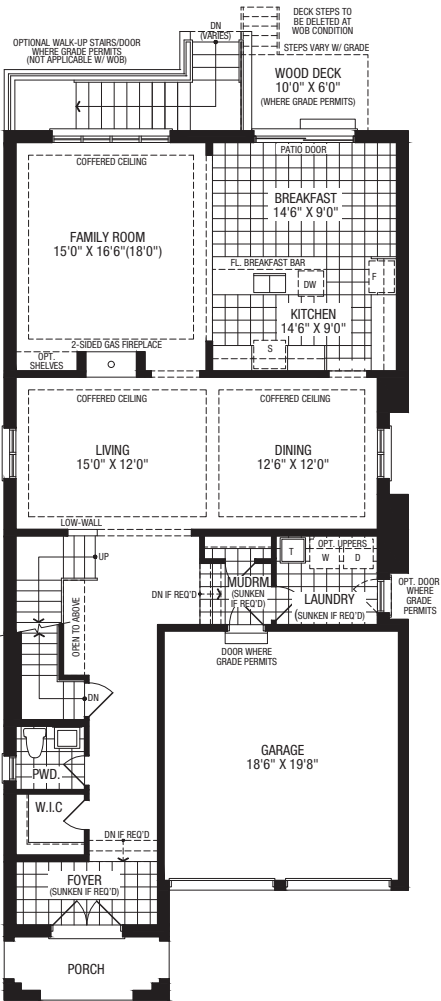 DECK STEPS TO
BE DELETED AT
WOB CONDITION
DN
(VARIES)
OPTIONAL WALK-UP STAIRS/DOOR
WHERE GRADE PERMITS
(NOT APPLICABLE W/ WOB)
STEPS VARY W/ GRADE
WOOD DECK
10'0" X 6'0"
(WHERE GRADE PERMITS)
PATIO DOOR
COFFERED CEILING
BREAKFAST
14'6" X 9'0"
FAMILY ROOM
15'0" X 16'6"(18'0")
FL. BREAKFAST BAR
F
DW
KITCHEN
14'6" X 9'0"
2-SIDED GAS FIREPLACE
S
OPT.
SHELVES
COFFERED CEILING
COFFERED CEILING
LIVING
15'0" X 12'0"
DINING
12'6" X 12'0"
LOW-WALL
UP
T
OPT. UPPERS
W
D
MUDRM
(SUNKEN
IF REQ'D)
DN IF REQ'D
LAUNDRY
(SUNKEN IF REQ'D)
OPT. DOOR
WHERE
GRADE
PERMITS
OPEN TO ABOVE
DOOR WHERE
GRADE PERMITS
DN
GARAGE
18'6" X 19'8"
PWD.
W.I.C
DN IF REQ'D
FOYER
(SUNKEN IF REQ'D)
PORCH